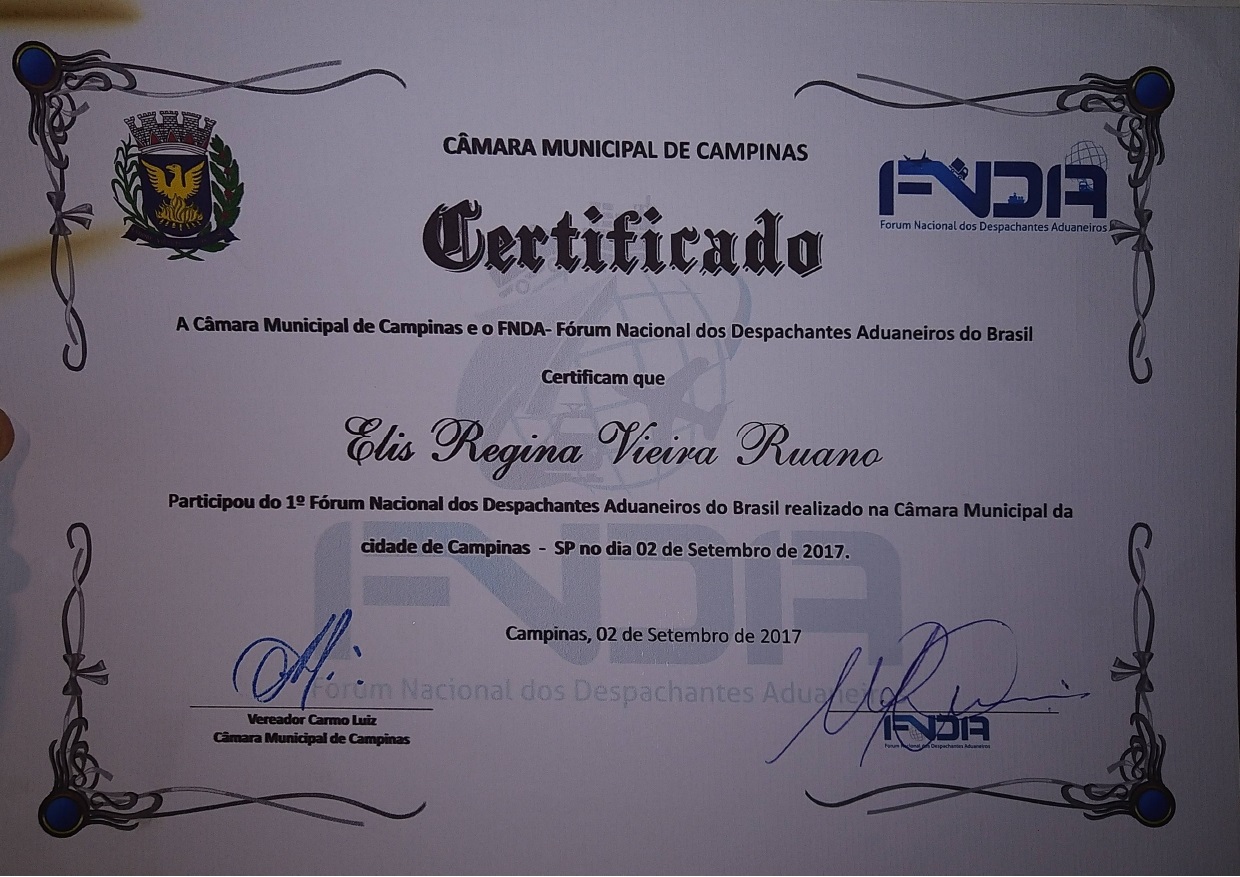 CÂMARA MUNICIPAL DE CAMPINAS
FNDA
Forum Nacional dos Despachantes Aduaneiros
Certificado
A Câmara Municipal de Campinas e o FNDA- Fórum Nacional dos Despachantes Aduaneiros do Brasil
Certificam que
Elis Regina Vieira Ruano
Participou do 1º Fórum Nacional dos Despachantes Aduaneiros do Brasil realizado na Câmara Municipal da
cidade de Campinas - SP no dia 02 de Setembro de 2017.
FNDA
Campinas, 02 de Setembro de 2017
Forum Nacional dos Despachantes Aduaneiros
Vereador Carmo Luiz
Câmara Municipal de Campinas
FNDA
Forum Nacional dos Despachantes Aduaneiros